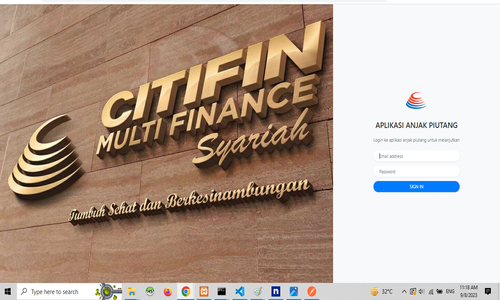 CITIFIN
MULTI FINANCE
Syariah
Tumbuh Sehat dan Berkesinambungan
APLIKASI ANJAK PIUTANG
Login ke aplikasi anjak piutang untuk melanjutkan
Email address
Password
SIGN IN
Type here to search
32°C
ENG
11:18 AM
9/8/2023